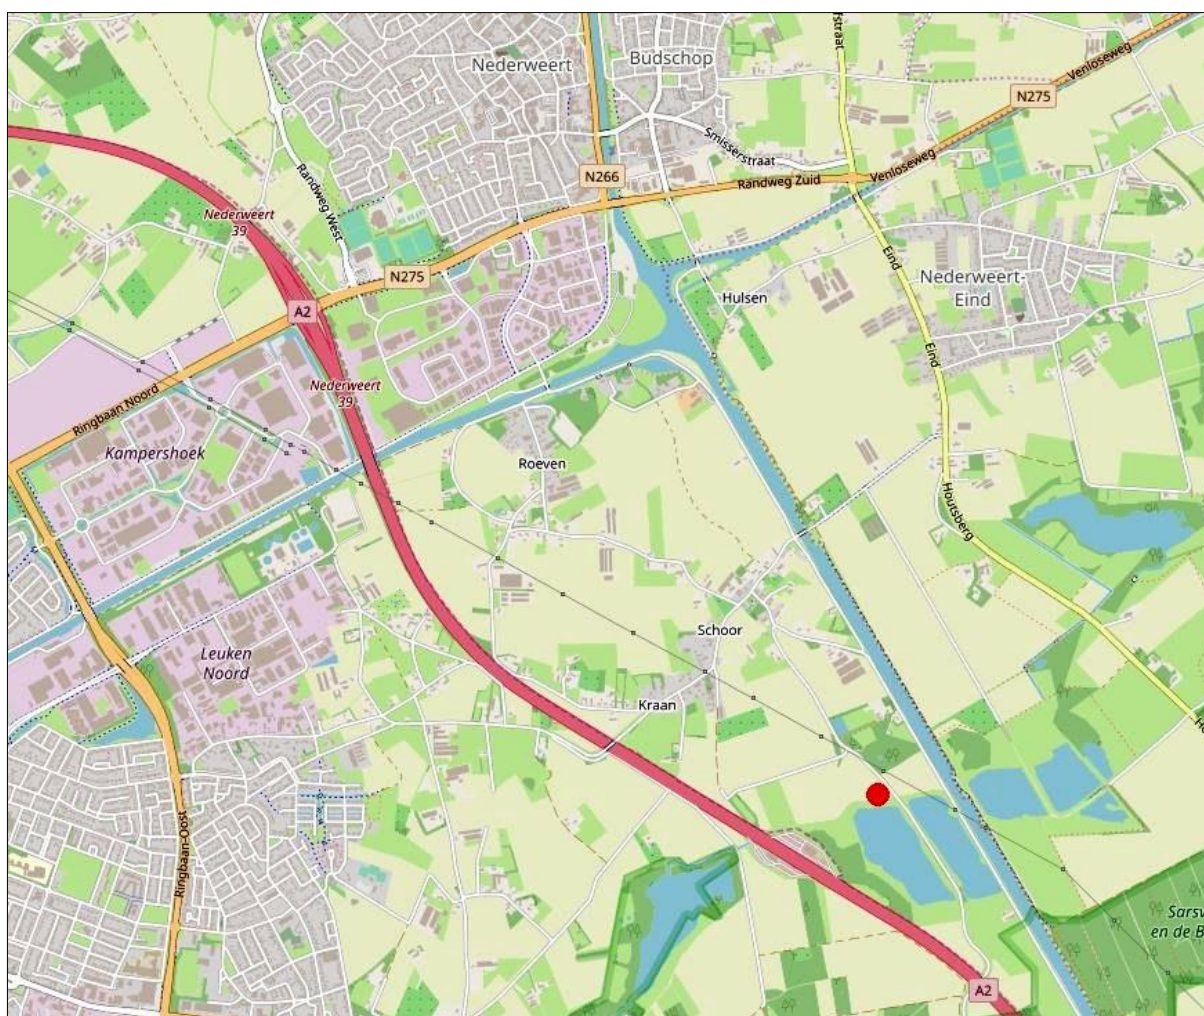 Nederweert
Budschop
Venloseweg
N275
Smisserstraat
N266
Randweg Zuid
Venloseweg
Randweg West
Nederweert
39
N275
Eind
Nederweert-
Eind
Hulsen
A2
Eind
Nederweert
39
Ringbaan Noord
Kampershoek
Roeven
Houtsberg
Schoor
Leuken
Noord
Kraan
Ringbaan-Oost
A2